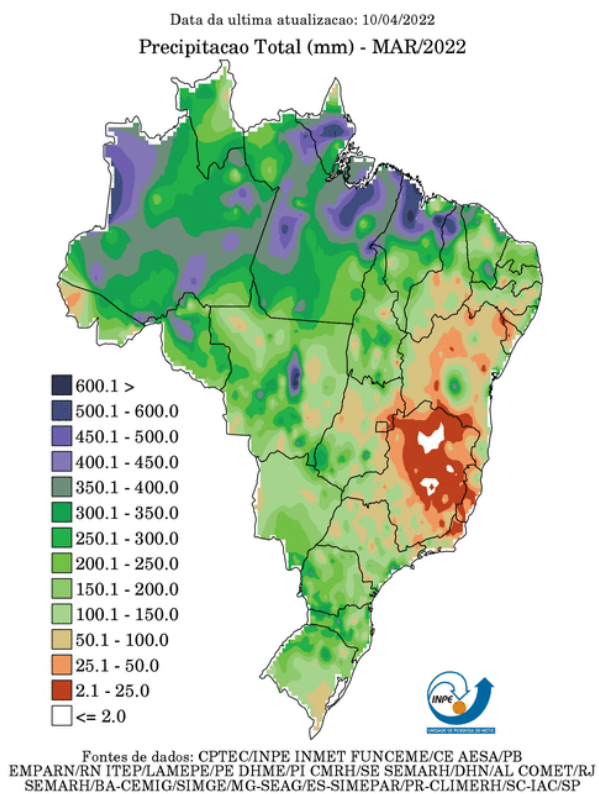 Data da ultima atualizacao: 10/04/2022
Precipitacao Total (mm) - MAR/2022
600.1 >
500.1 - 600.0
450.1 - 500.0
400.1 - 450.0
350.1 - 400.0
300.1 - 350.0
250.1 - 300.0
200.1 - 250.0
150.1 - 200.0
100.1 - 150.0
50.1 - 100.0
25.1 - 50.0
2.1 - 25.0
<= 2.0
INPE
Fontes de dados: CPTEC/INPE INMET FUNCEME/CE AESA/PB
EMPARN/RN ITEP/LAMEPE/PE DHME/PI CMRH/SE SEMARH/DHN/AL COMET/RJ
SEMARH/BA-CEMIG/SIMGE/MG-SEAG/ES-SIMEPAR/PR-CLIMERH/SC-IAC/SP